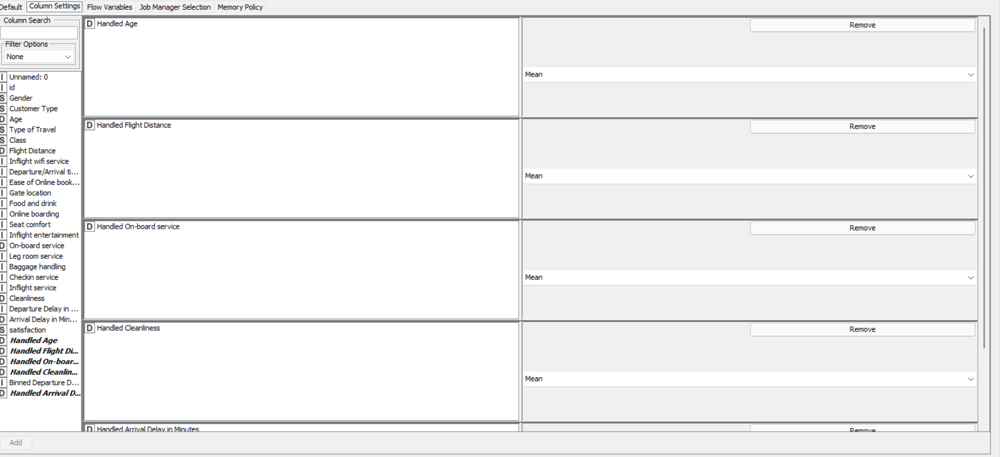 Default Column Settings Flow Variables Job Manager Selection Memory Policy
Column Search
Filter Options
None
I Unnamed: 0
I id
S Gender
S Customer Type
D Age
S Type of Travel
S Class
D Flight Distance
I Inflight wifi service
I Departure/Arrival ti...
I Ease of Online book...
I Gate location
I Food and drink
I Online boarding
I Seat comfort
I Inflight entertainment
D On-board service
I Leg room service
I Baggage handling
I Checkin service
I Inflight service
D Cleanliness
I Departure Delay in ...
D Arrival Delay in Min...
S satisfaction
D Handled Age
D Handled Flight Di...
D Handled On-boar...
D Handled Cleanlin...
I Binned Departure D...
D Handled Arrival D...
Add
D Handled Age
Remove
Mean
D Handled Flight Distance
Remove
Mean
D Handled On-board service
Remove
Mean
D Handled Cleanliness
Remove
Mean
D Handled Arrival Delay in Minutes
Remove